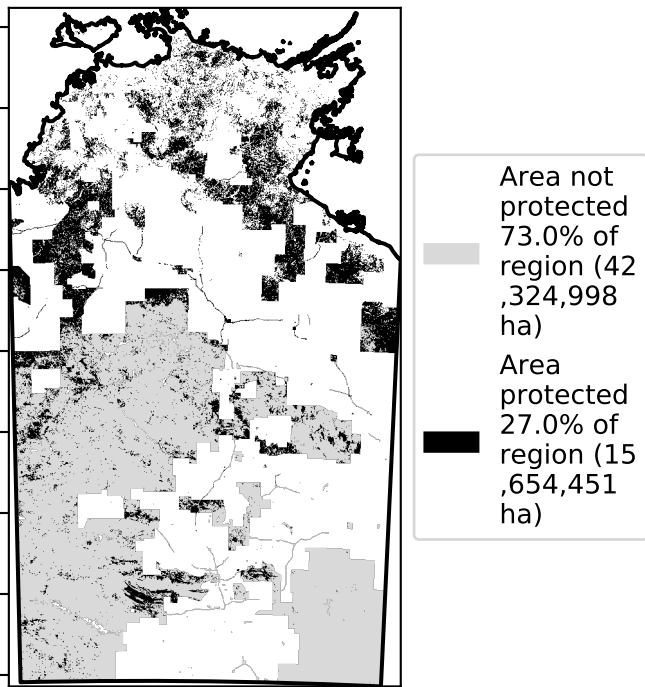 Area not
protected
73.0% of
region (42
,324,998
ha)
Area
protected
27.0% of
region (15
,654,451
ha)